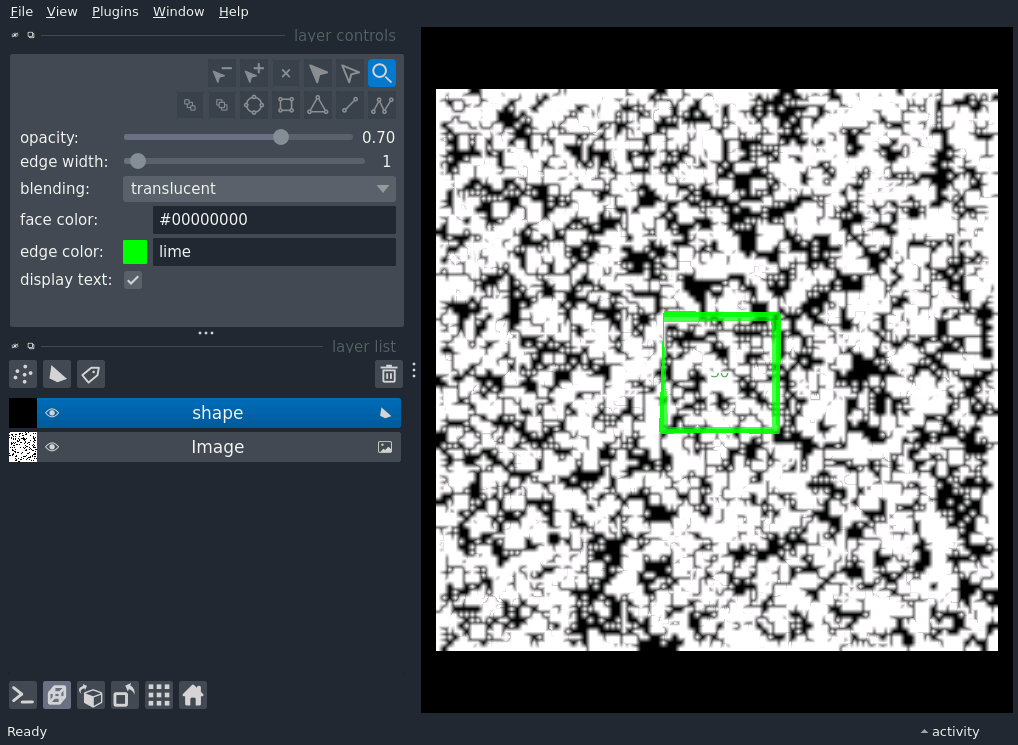 File View Plugins Window Help
layer controls
opacity: 0.70
edge width: 1
blending: translucent
face color: #00000000
edge color: lime
display text:
layer list
shape
Image
Ready
activity